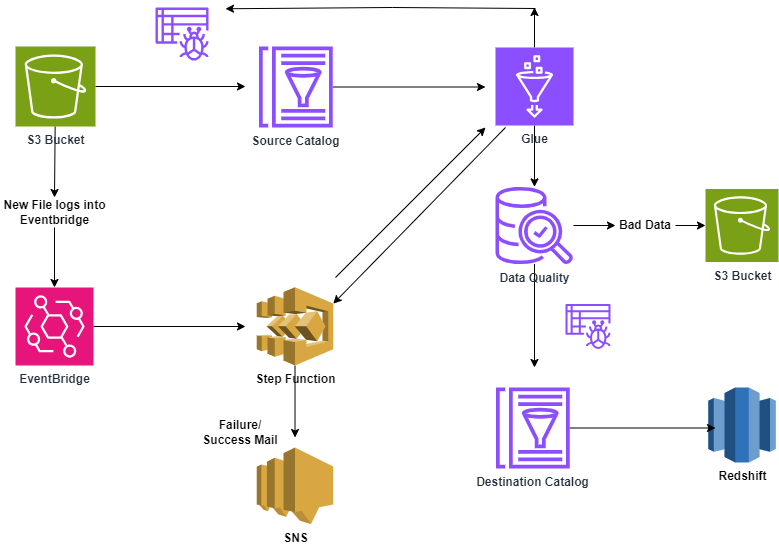 S3 Bucket
Source Catalog
Glue
New File logs into
Eventbridge
Bad Data
S3 Bucket
Data Quality
EventBridge
Step Function
Failure/
Success Mail
Destination Catalog
Redshift
SNS